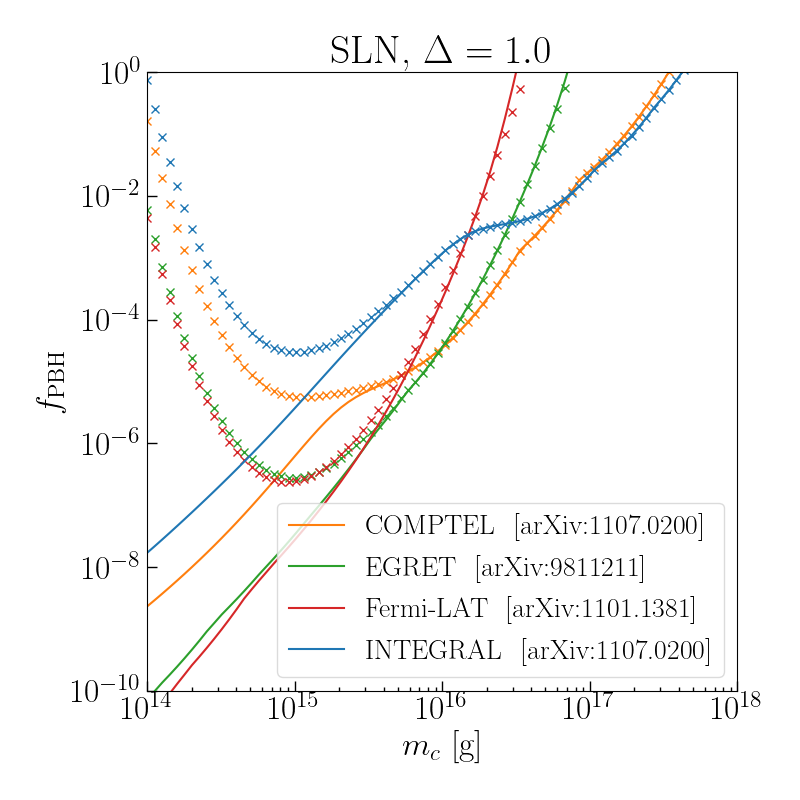 SLN, Δ = 1.0
10^0
10^−2
10^−4
10^−6
10^−8
10^−10
f_PBH
COMPTEL [arXiv:1107.0200]
EGRET [arXiv:9811211]
Fermi-LAT [arXiv:1101.1381]
INTEGRAL [arXiv:1107.0200]
10^14 10^15 10^16 10^17 10^18
m_c [g]